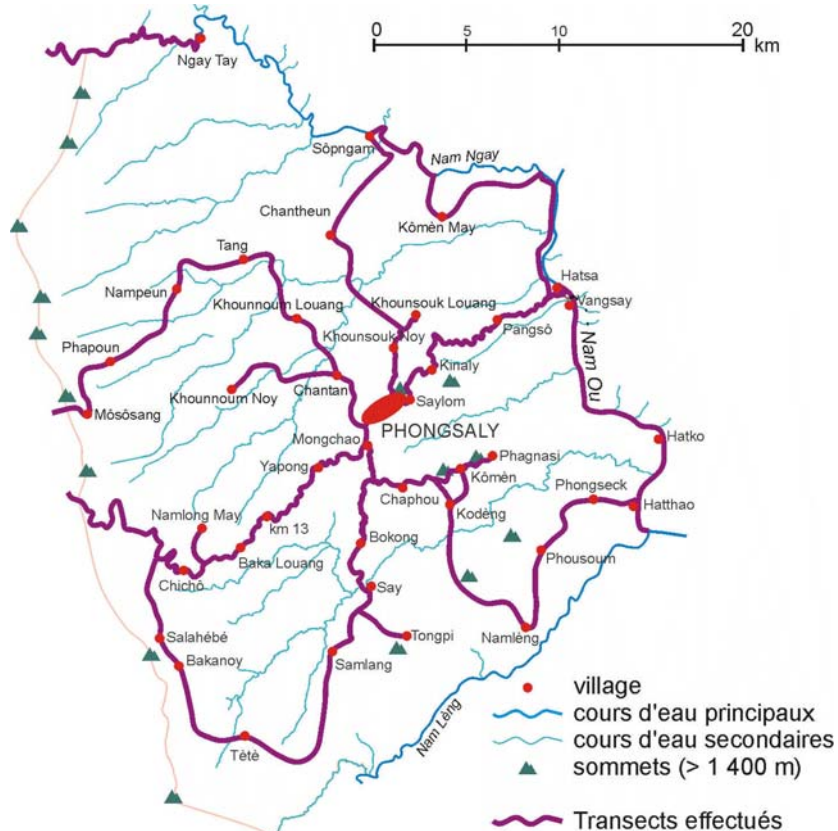 0 5 10 20
km
Ngay Tay
Sôpngam
Nam Ngay
Chantheun
Kômèn May
Tang
Hatsa
Nampeun
Khounsouk Louang
Vangsay
Khounnoum Louang
Pangsô
Khounsouk Noy
Nam Ou
Phapoun
Kinaly
Khounnoum Noy
Chantan
Saylom
Môsôsang
PHONGSALY
Mongchao
Hatko
Yapong
Phagnasi
Kômèn
Chaphou
Phongseck
Namlong May
Kodèng
Hatthao
km 13
Bokong
Baka Louang
Phousoum
Chichô
Say
Salahébé
Tongpi
Namlèng
Bakanoy
Samlang
Nam Lèng
Tètè
village
cours d'eau principaux
cours d'eau secondaires
sommets (> 1 400 m)
Transects effectués